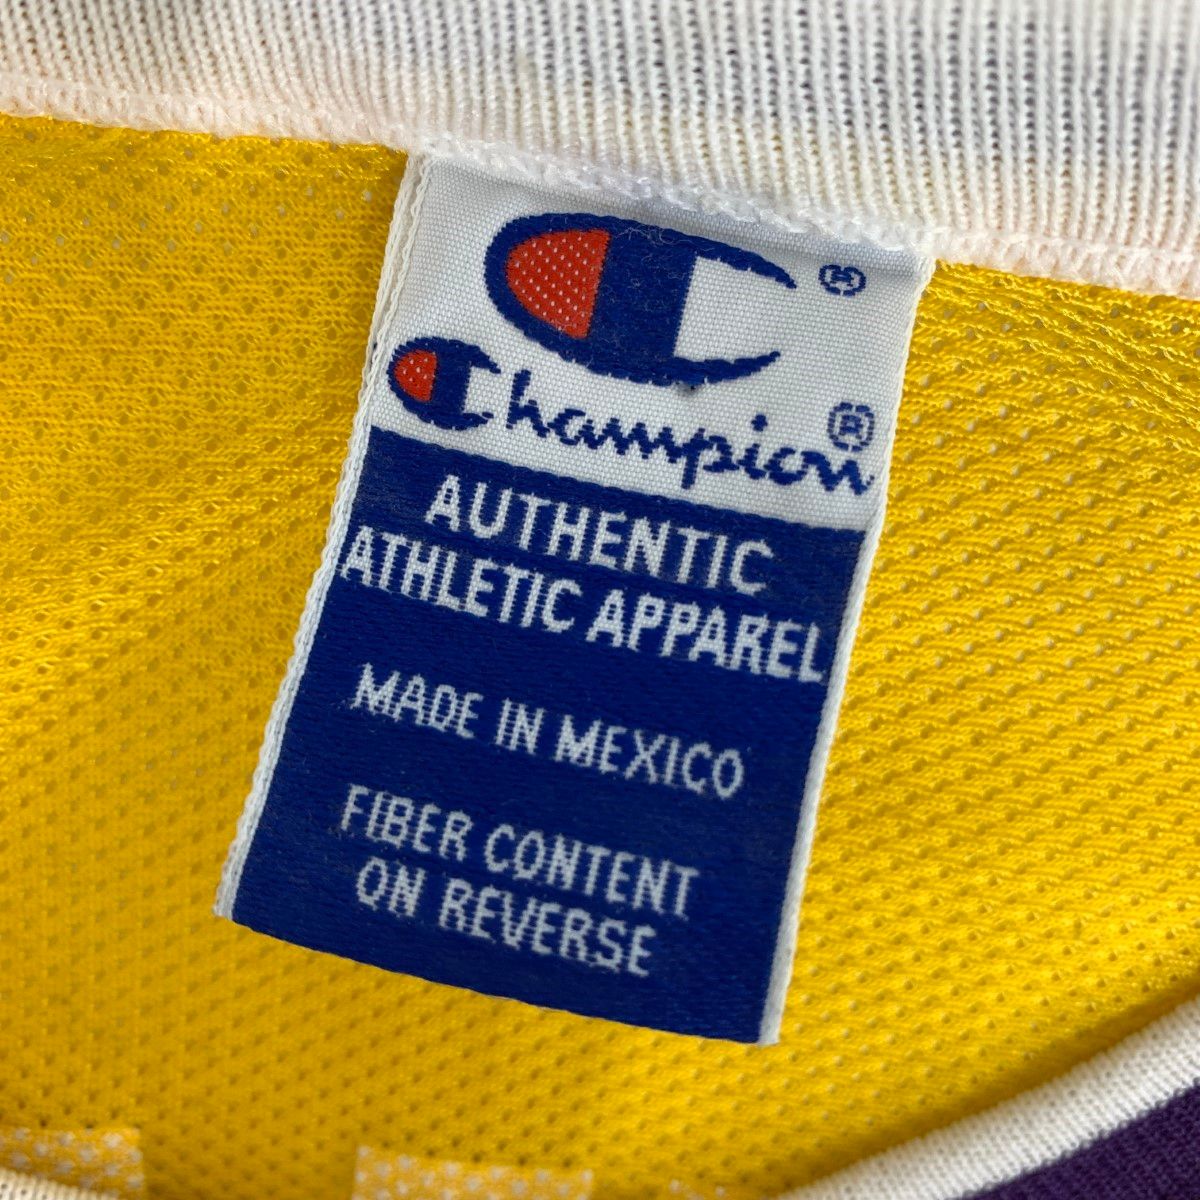 ®
Champion®
AUTHENTIC
ATHLETIC APPAREL
MADE IN MEXICO
FIBER CONTENT
ON REVERSE